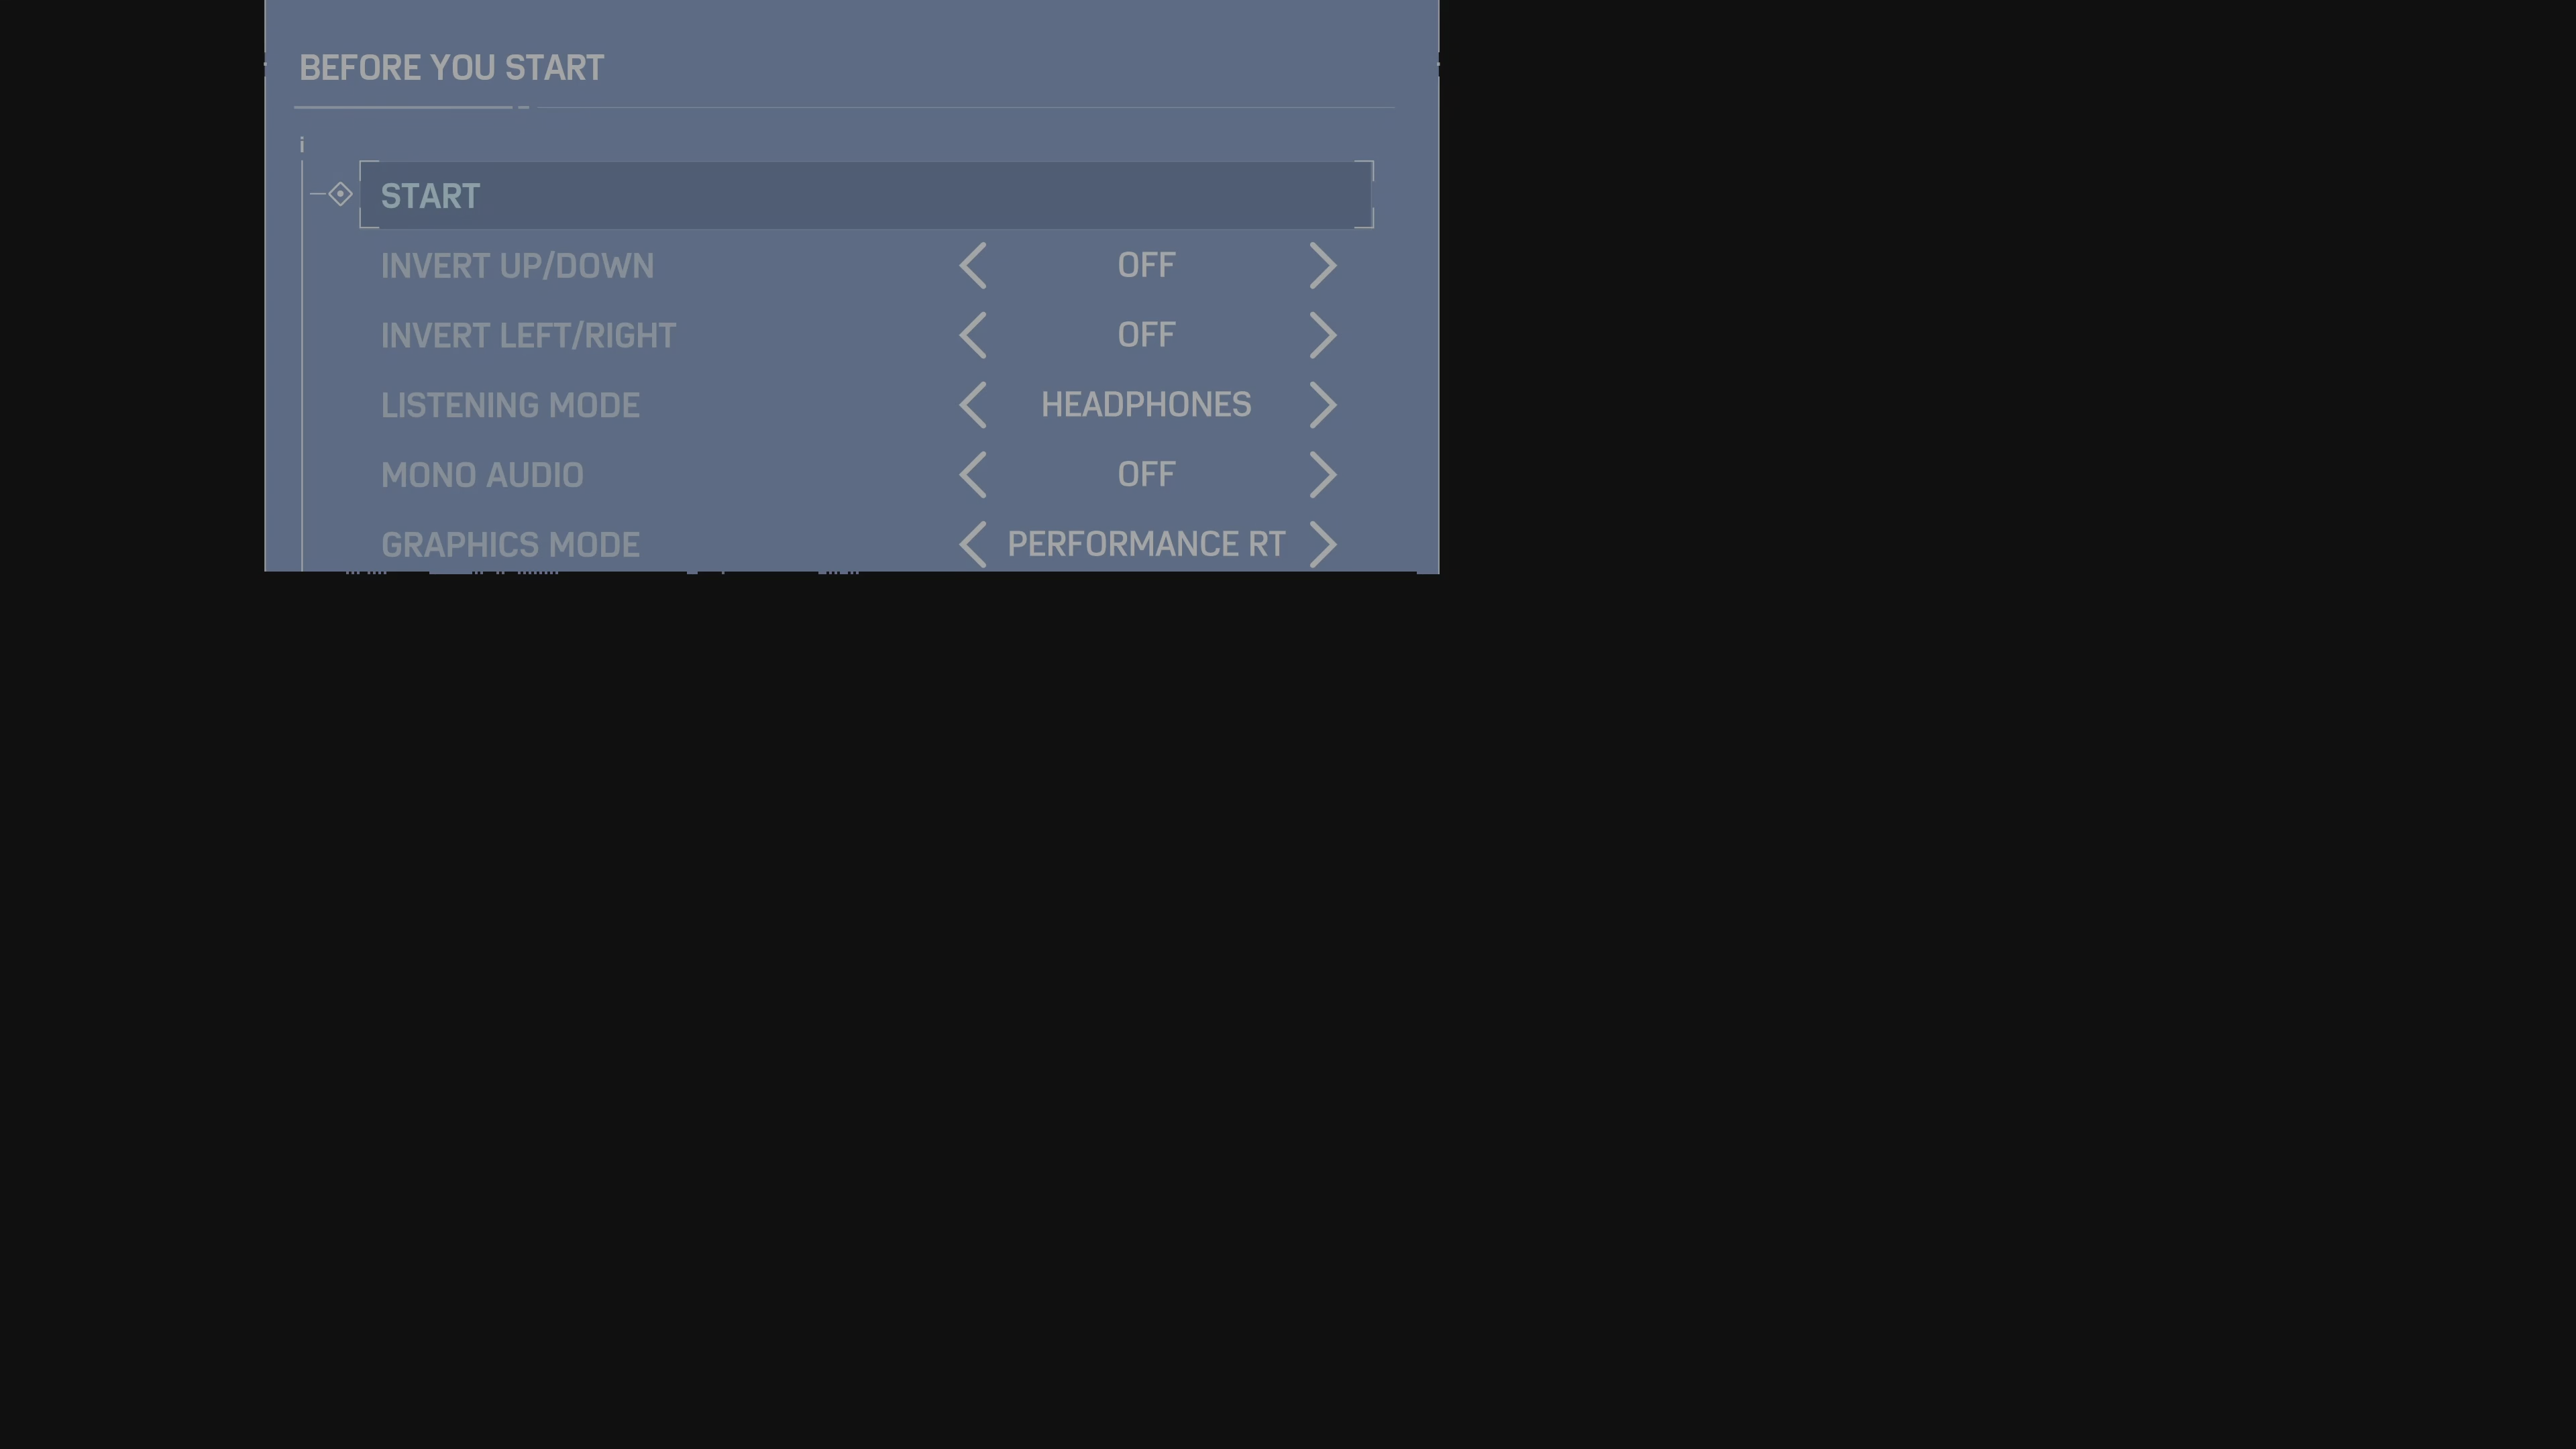 BEFORE YOU START
i
START
INVERT UP/DOWN OFF
INVERT LEFT/RIGHT OFF
LISTENING MODE HEADPHONES
MONO AUDIO OFF
GRAPHICS MODE PERFORMANCE RT